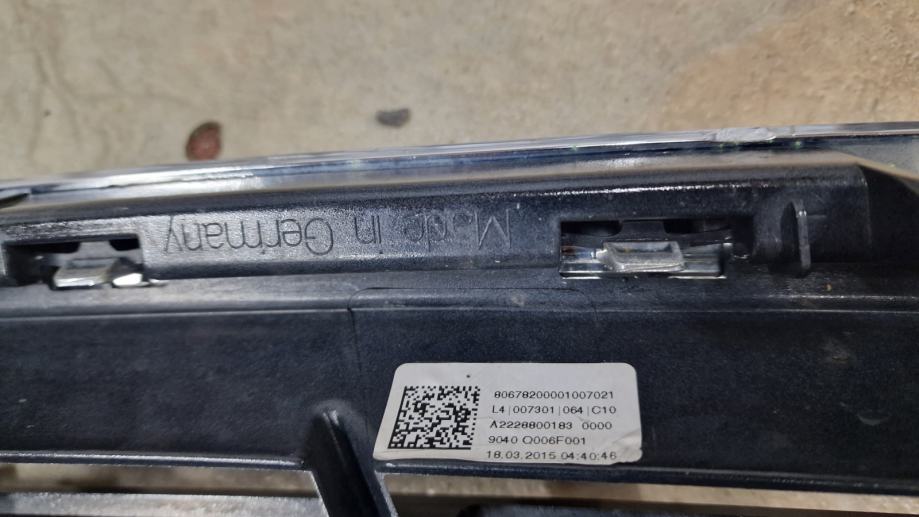 Made in Germany
80678200001007021
L4|007301|064|C10
A2228800183 0000
9040 Q006F001
18.03.2015 04:40:46